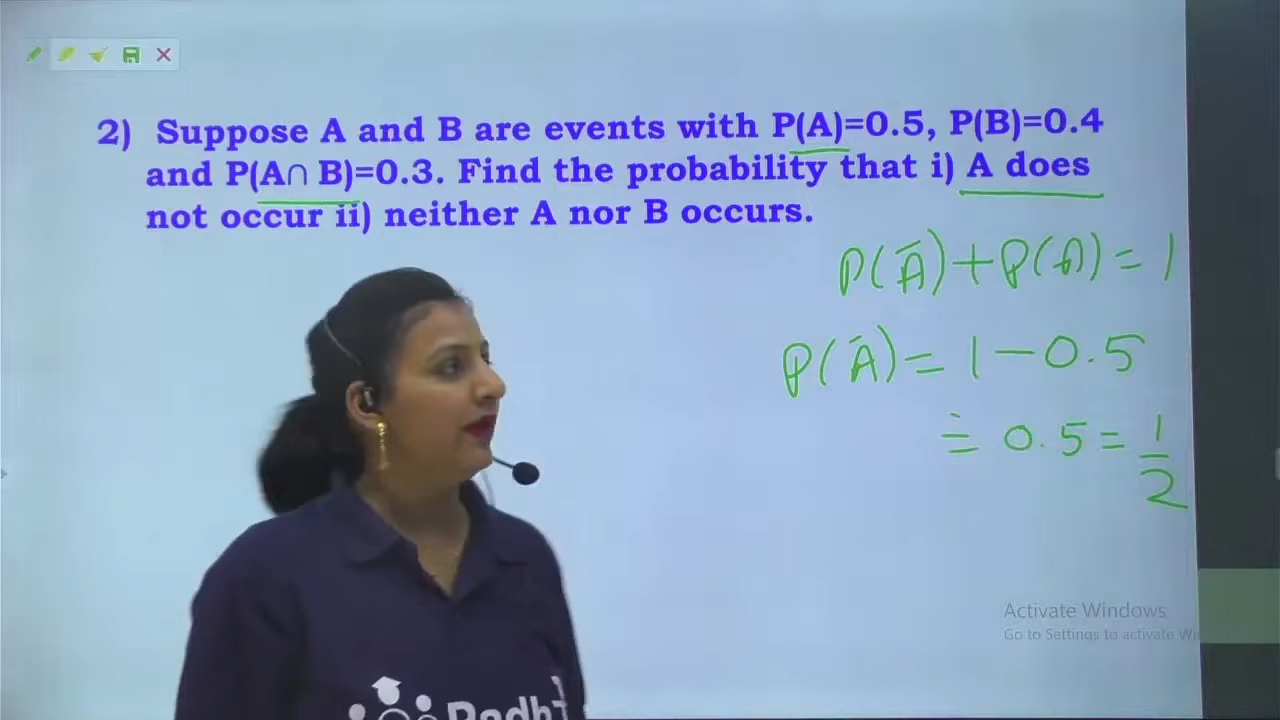 2) Suppose A and B are events with P(A)=0.5, P(B)=0.4
and P(A∩ B)=0.3. Find the probability that i) A does
not occur ii) neither A nor B occurs.
P(Ā)+P(A)=1
P(Ā)= 1-0.5
= 0.5=1/2
Activate Windows
Go to Settings to activate